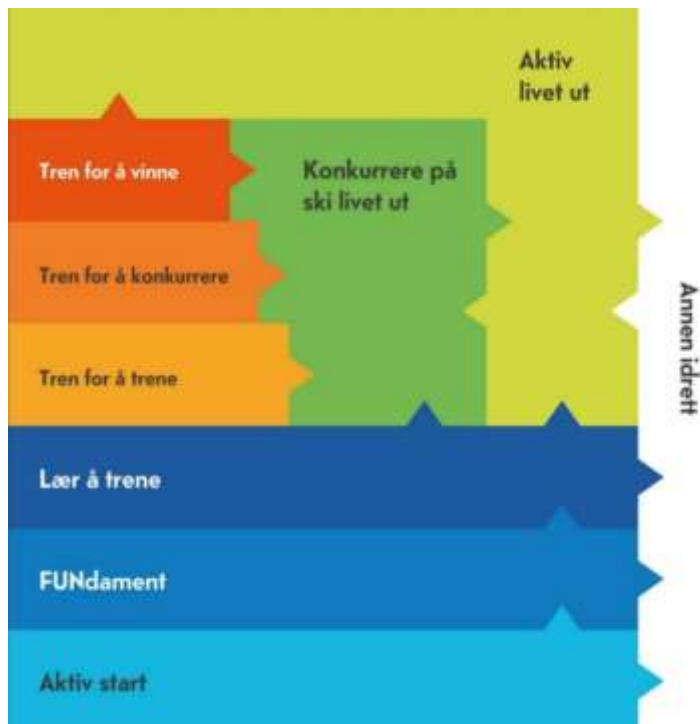 Aktiv
livet ut
Tren for å vinne
Konkurrere på
ski livet ut
Tren for å konkurrere
Tren for å trene
Annen idrett
Lær å trene
FUNdament
Aktiv start